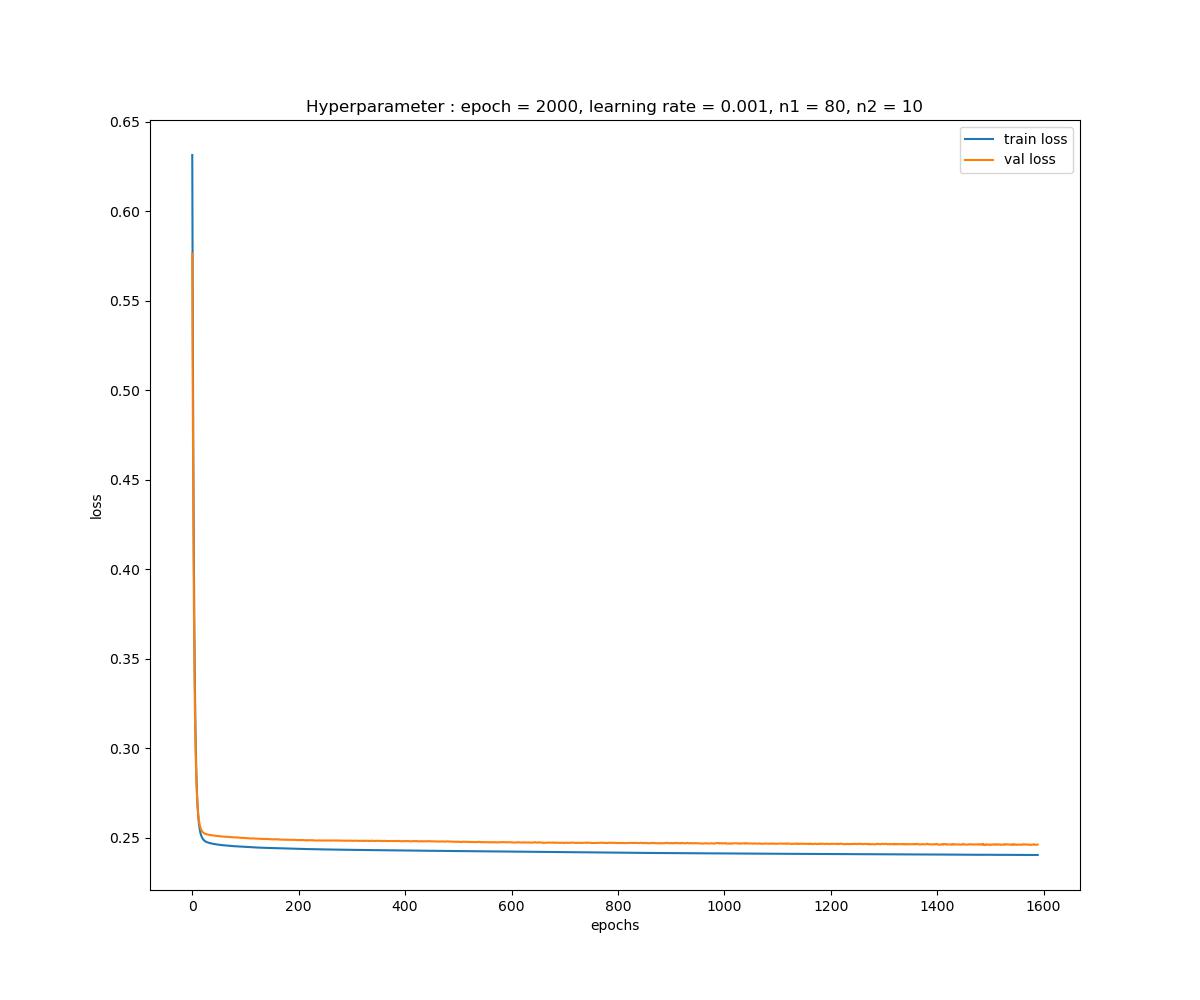 Hyperparameter : epoch = 2000, learning rate = 0.001, n1 = 80, n2 = 10
train loss
val loss
0.65
0.60
0.55
0.50
0.45
0.40
0.35
0.30
0.25
loss
0 200 400 600 800 1000 1200 1400 1600
epochs